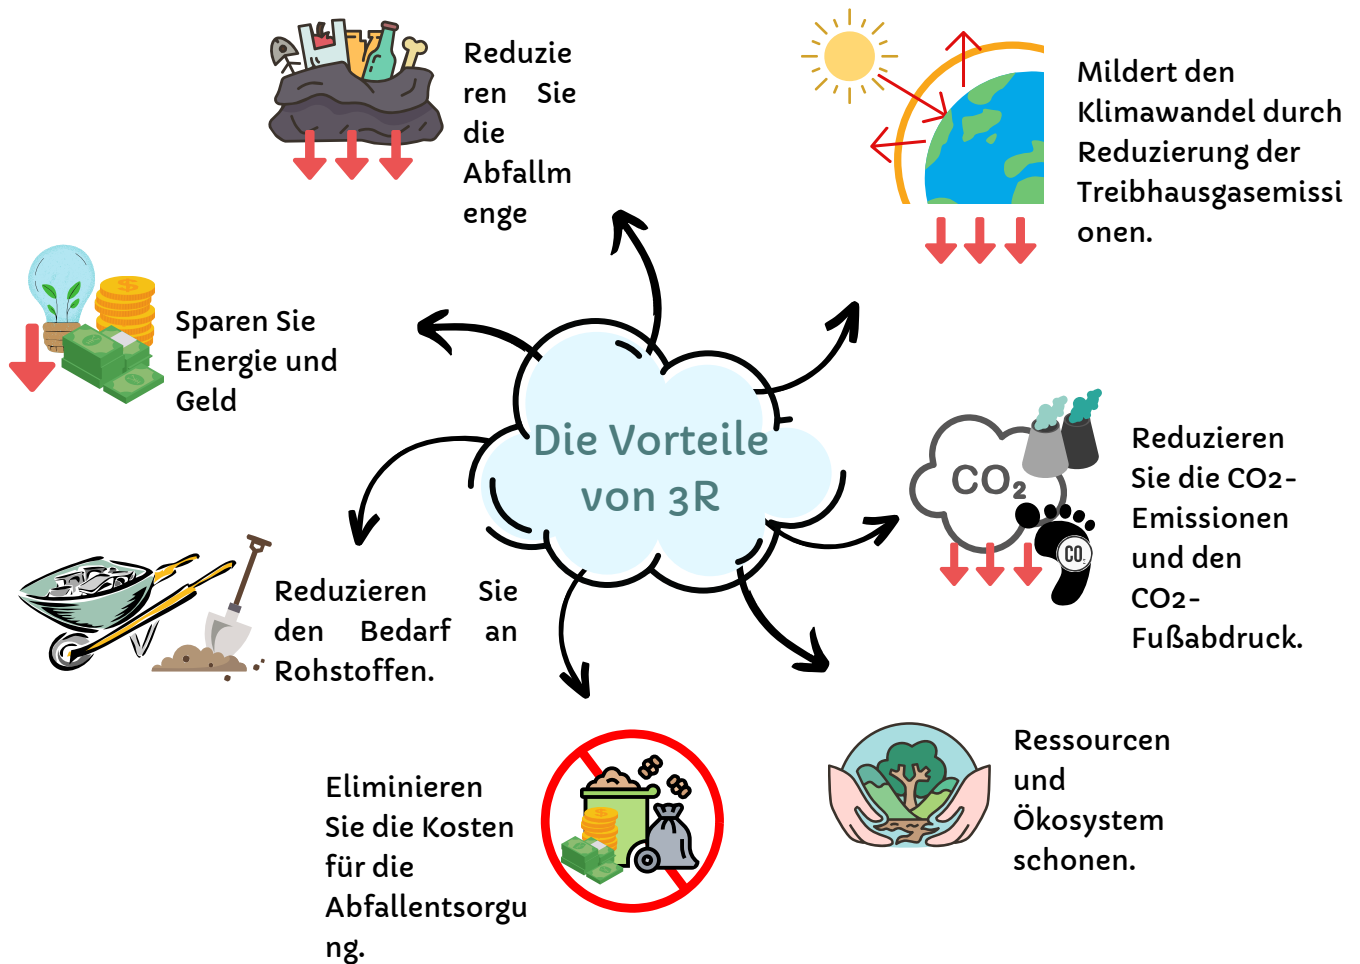 Reduzie
ren Sie
die
Abfallm
enge
Mildert den
Klimawandel durch
Reduzierung der
Treibhausgasemissi
onen.
Sparen Sie
Energie und
Geld
Die Vorteile
von 3R
CO₂
CO₂
Reduzieren
Sie die CO2-
Emissionen
und den
CO2-
Fußabdruck.
Reduzieren Sie
den Bedarf an
Rohstoffen.
Eliminieren
Sie die Kosten
für die
Abfallentsorgu
ng.
Ressourcen
und
Ökosystem
schonen.